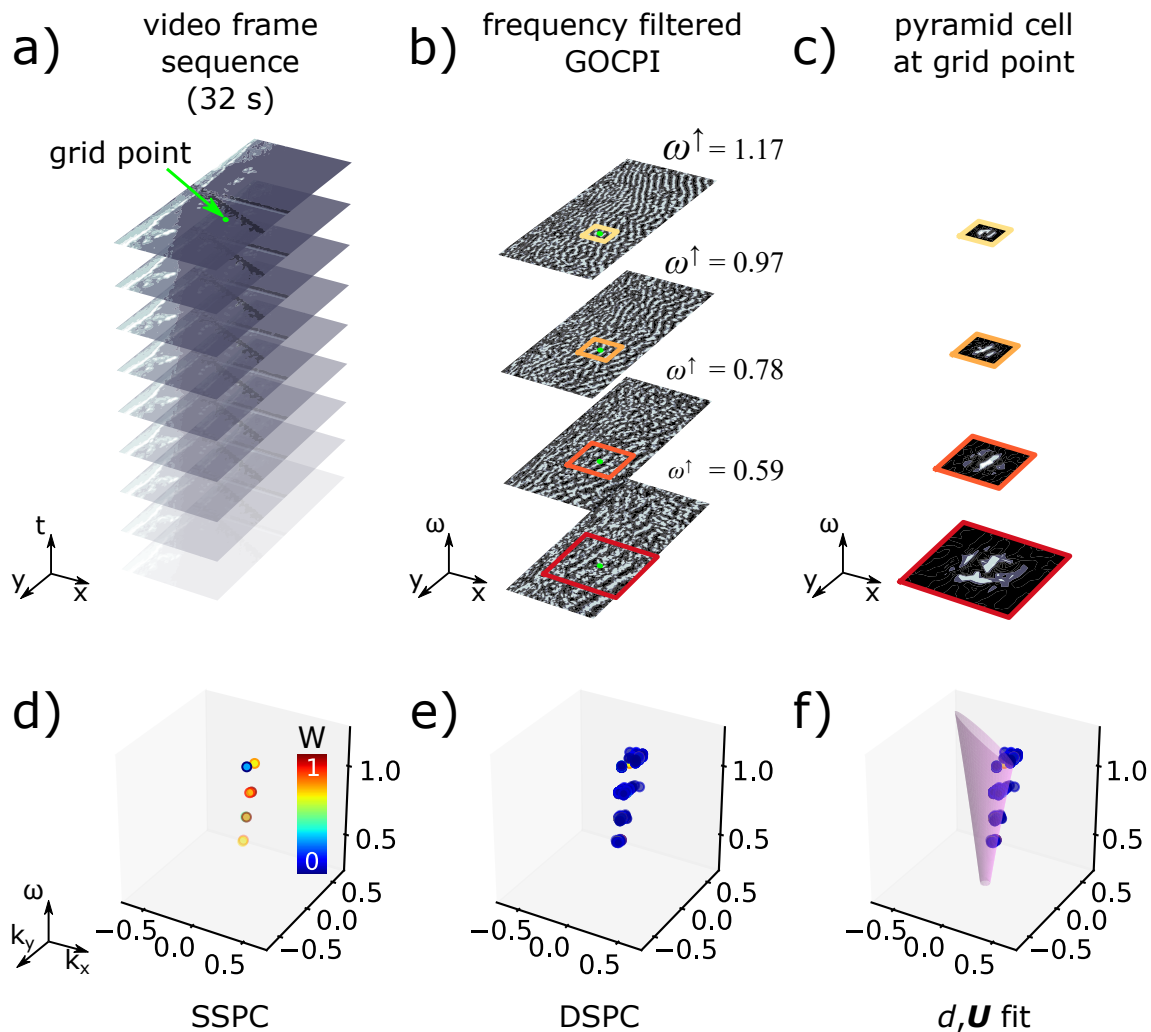 a)
video frame
sequence
(32 s)
b)
frequency filtered
GOCPI
c)
pyramid cell
at grid point
grid point
ω↑ = 1.17
ω↑ = 0.97
ω↑ = 0.78
ω↑ = 0.59
t
y
x
ω
y
x
ω
y
x
d)
W
1
0
1.0
0.5
0.5
0.0
−0.5
−0.5
0.0
0.5
ω
k_y
k_x
SSPC
e)
1.0
0.5
0.5
0.0
−0.5
−0.5
0.0
0.5
DSPC
f)
1.0
0.5
0.5
0.0
−0.5
−0.5
0.0
0.5
d,U fit